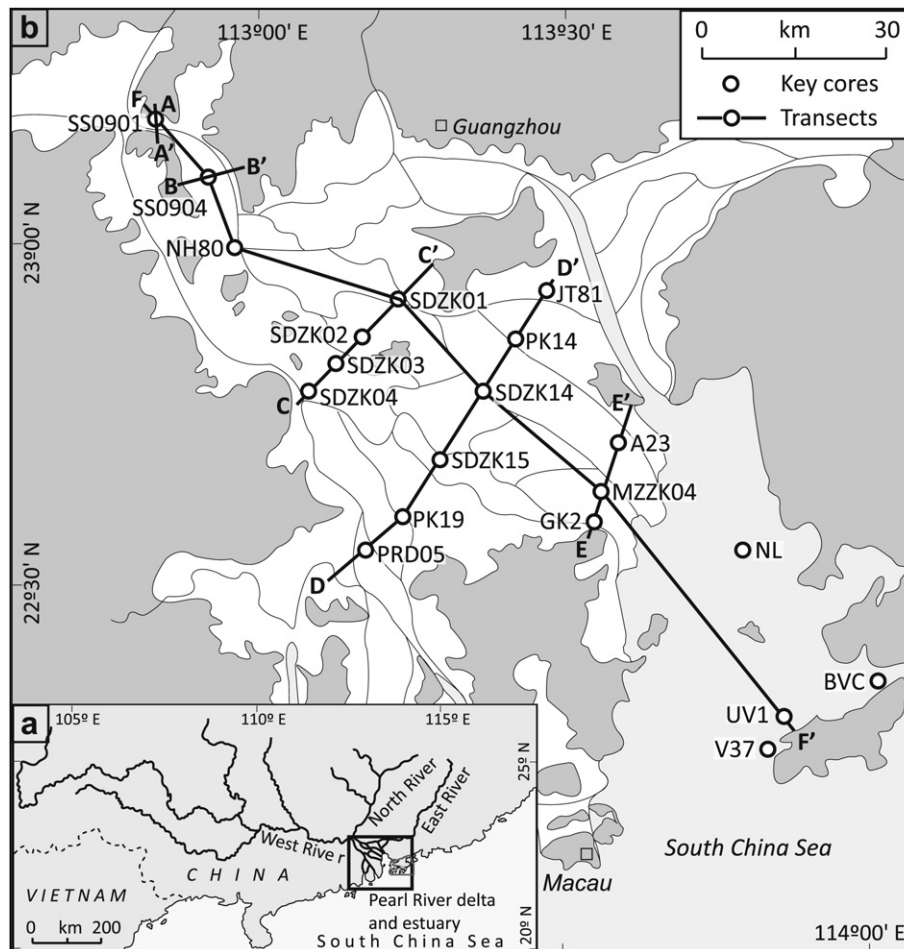 b
113º00' E
113º30' E
0 km 30
Key cores
Transects
F
A
SS0901
A'
Guangzhou
B
B'
SS0904
23º00' N
NH80
C'
D'
SDZK01
JT81
SDZK02
PK14
SDZK03
SDZK04
SDZK14
C
E'
A23
SDZK15
MZZK04
PK19
GK2
E
NL
PRD05
D
22º30' N
BVC
UV1
F'
V37
a
105º E
110º E
115º E
25º N
North River
East River
West Rive r
CHINA
South China Sea
VIETNAM
Macau
Pearl River delta
and estuary
0 km 200
South China Sea
20º N
114º00' E